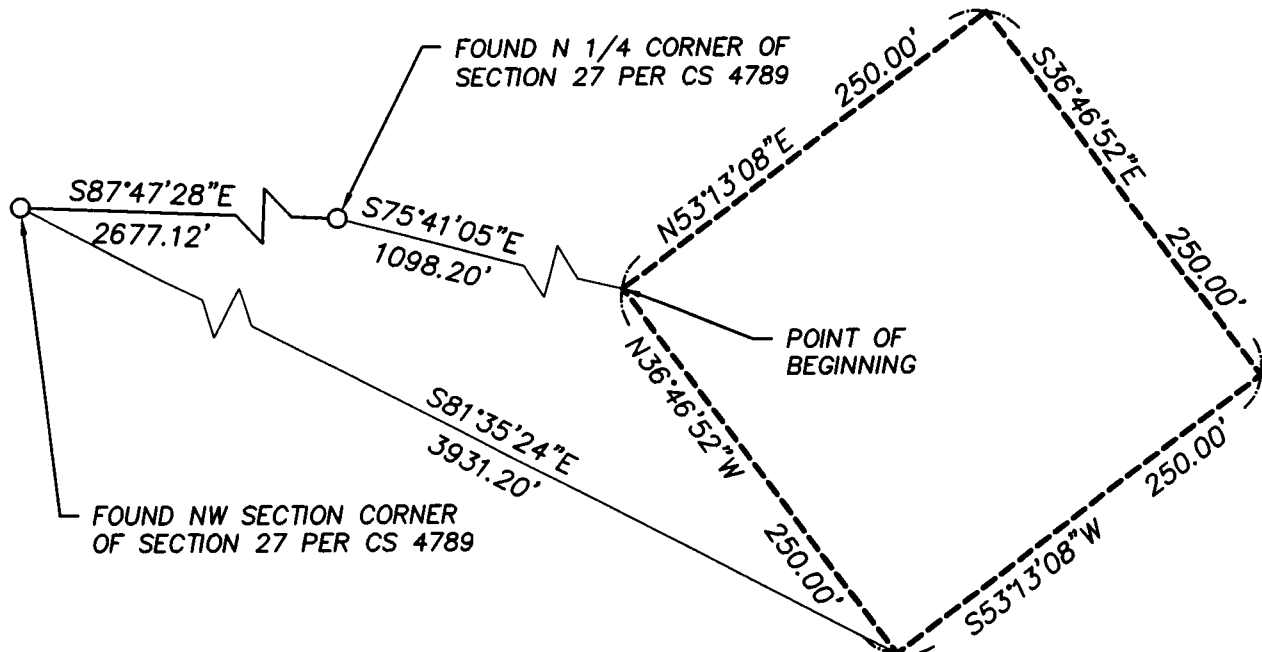 FOUND N 1/4 CORNER OF
SECTION 27 PER CS 4789
S87°47'28"E
2677.12'
S75°41'05"E
1098.20'
N53°13'08"E
250.00'
S36°46'52"E
250.00'
POINT OF
BEGINNING
N36°46'52"W
250.00'
S81°35'24"E
3931.20'
S53°13'08"W
250.00'
FOUND NW SECTION CORNER
OF SECTION 27 PER CS 4789